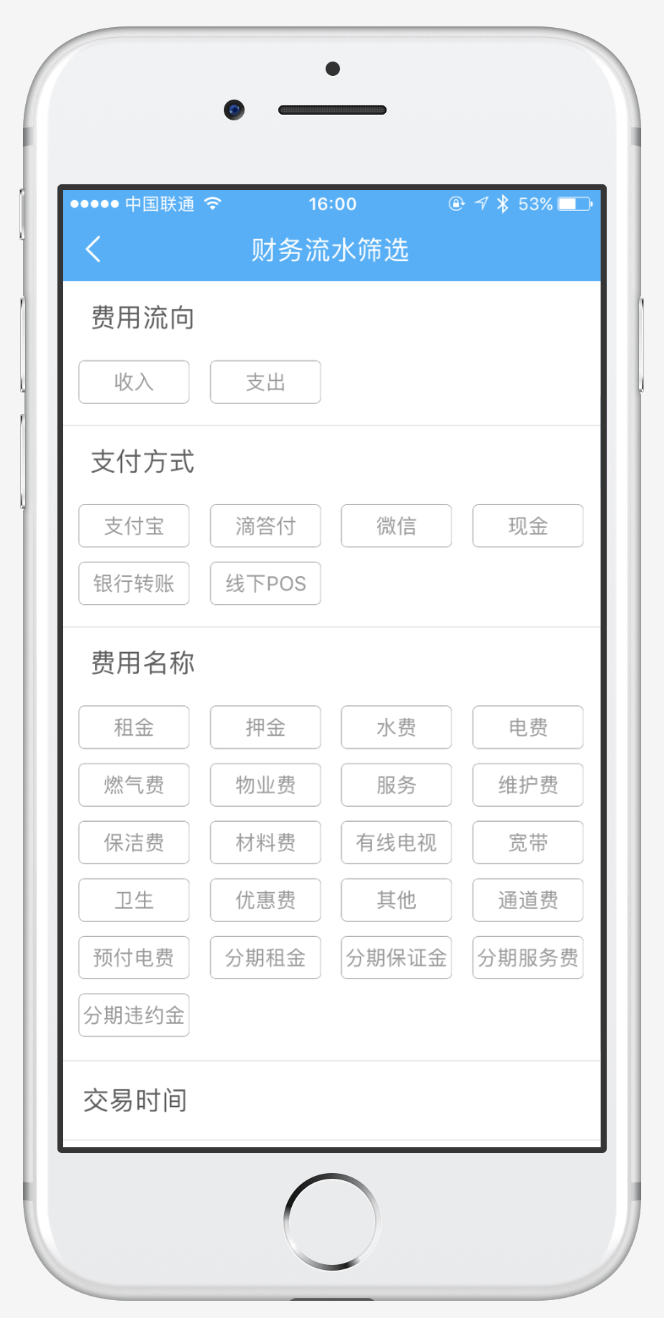 中国联通 16:00 53%
财务流水筛选
费用流向
收入 支出
支付方式
支付宝 滴答付 微信 现金
银行转账 线下POS
费用名称
租金 押金 水费 电费
燃气费 物业费 服务 维护费
保洁费 材料费 有线电视 宽带
卫生 优惠费 其他 通道费
预付电费 分期租金 分期保证金 分期服务费
分期违约金
交易时间